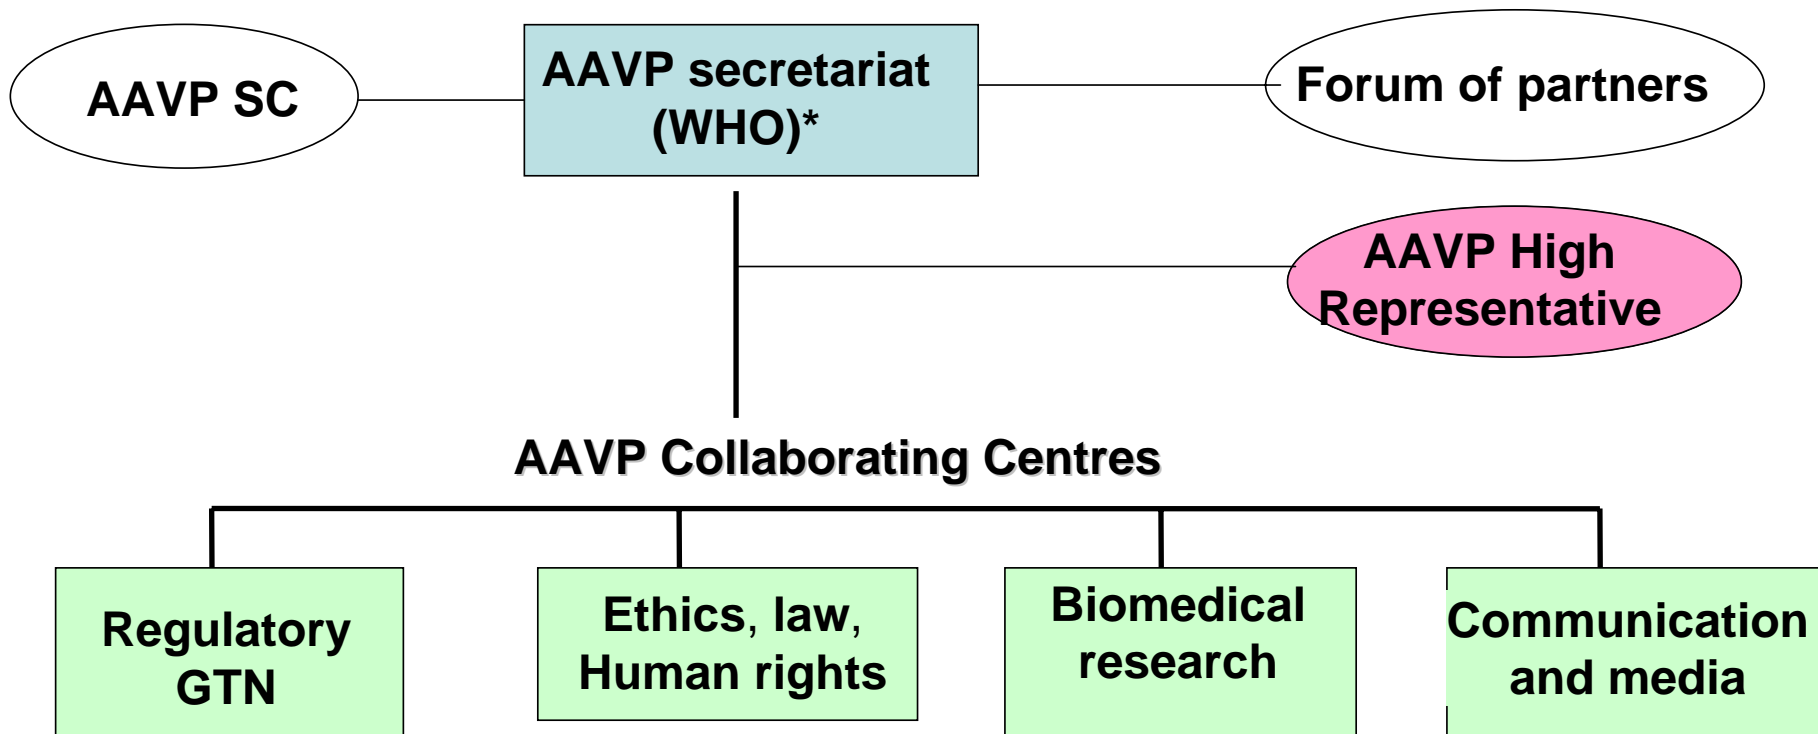 AAVP SC
AAVP secretariat
(WHO)*
Forum of partners
AAVP High
Representative
AAVP Collaborating Centres
Regulatory
GTN
Ethics, law,
Human rights
Biomedical
research
Communication
and media